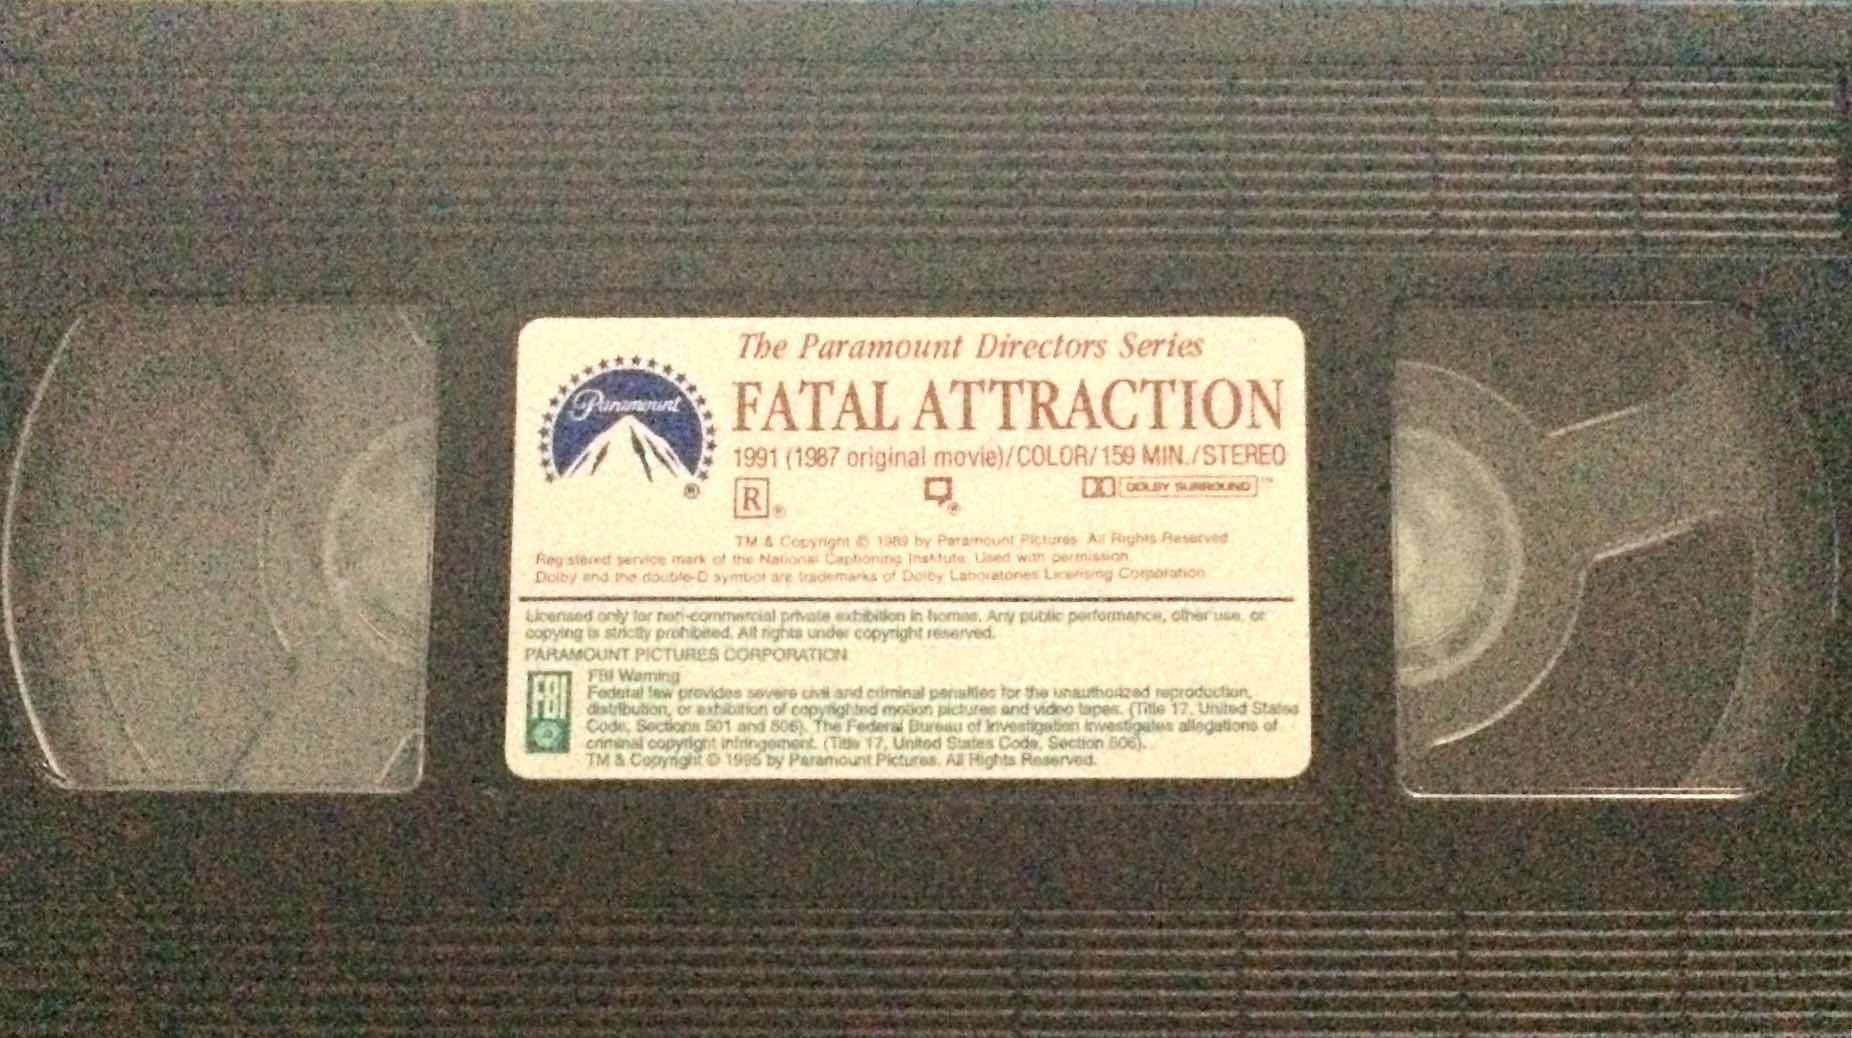 The Paramount Directors Series
Paramount
®
FATAL ATTRACTION
1991 (1987 original movie)/COLOR/159 MIN./STEREO
R ® ® DOLBY SURROUND ™
TM & Copyright © 1989 by Paramount Pictures. All Rights Reserved
Registered service mark of the National Captioning Institute. Used with permission.
Dolby and the double-D symbol are trademarks of Dolby Laboratories Licensing Corporation
Licensed only for non-commercial private exhibition in homes. Any public performance, other use, or
copying is strictly prohibited. All rights under copyright reserved.
PARAMOUNT PICTURES CORPORATION
FBI
FBI Warning
Federal law provides severe civil and criminal penalties for the unauthorized reproduction,
distribution, or exhibition of copyrighted motion pictures and video tapes. (Title 17, United States
Code, Sections 501 and 506). The Federal Bureau of Investigation investigates allegations of
criminal copyright infringement. (Title 17, United States Code, Section 506).
TM & Copyright © 1995 by Paramount Pictures. All Rights Reserved.